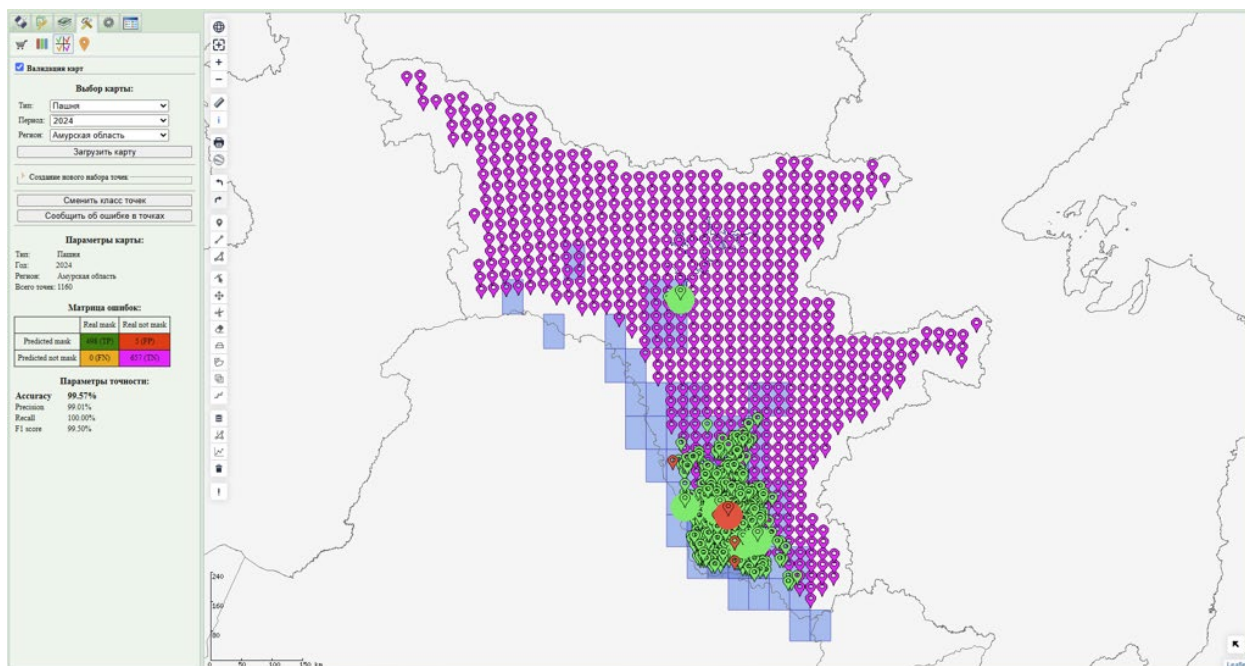 Валидация карт
Выбор карты:
Тип: Пашня
Период: 2024
Регион: Амурская область
Загрузить карту
Создание нового набора точек
Сменить класс точек
Сообщить об ошибке в точках
Параметры карты:
Тип: Пашня
Год: 2024
Регион: Амурская область
Всего точек: 1160
Матрица ошибок:
Real mask Real not mask
Predicted mask 498 (TP) 5 (FP)
Predicted not mask 0 (FN) 657 (TN)
Параметры точности:
Accuracy 99.57%
Precision 99.01%
Recall 100.00%
F1 score 99.50%
240
160
80
0 50 100 150 km